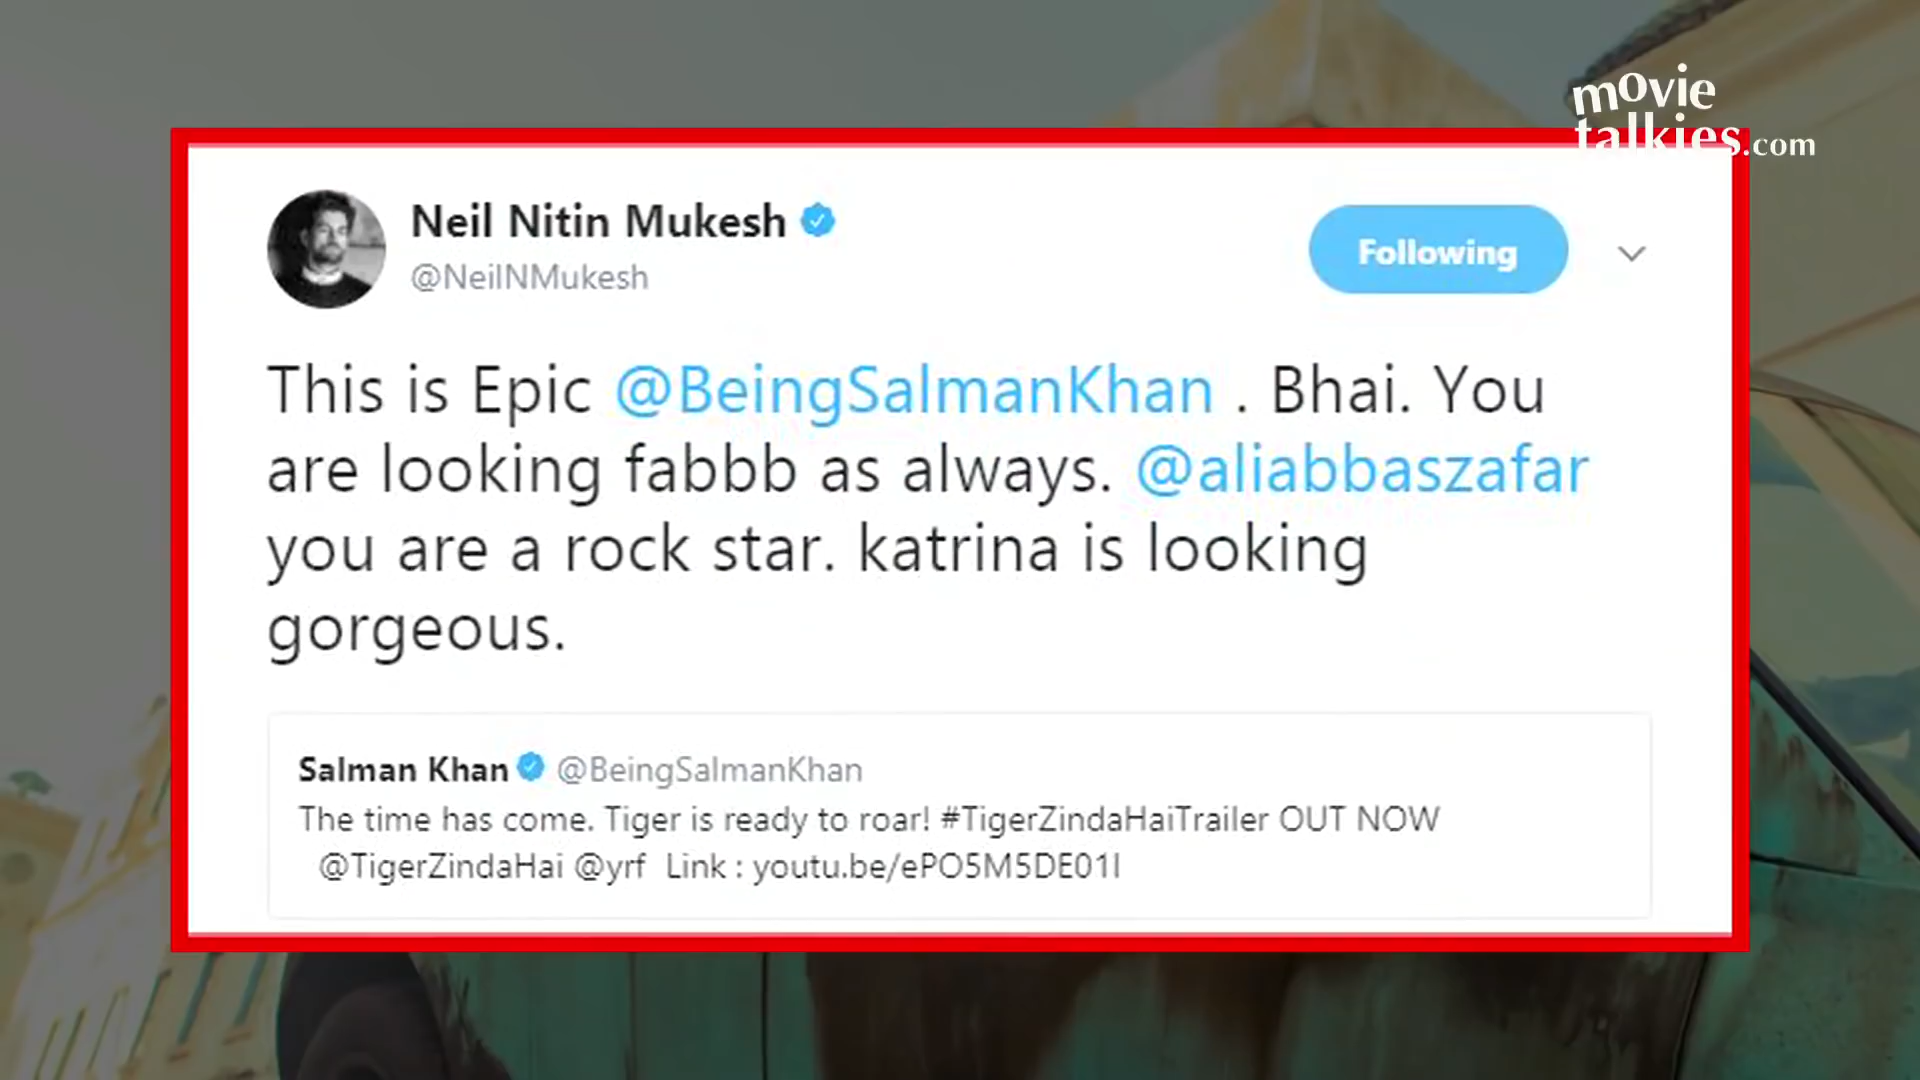 movie
talkies.com
Neil Nitin Mukesh
@NeilNMukesh
Following
This is Epic @BeingSalmanKhan . Bhai. You
are looking fabbb as always. @aliabbaszafar
you are a rock star. katrina is looking
gorgeous.
Salman Khan @BeingSalmanKhan
The time has come. Tiger is ready to roar! #TigerZindaHaiTrailer OUT NOW
@TigerZindaHai @yrf Link : youtu.be/ePO5M5DE01I